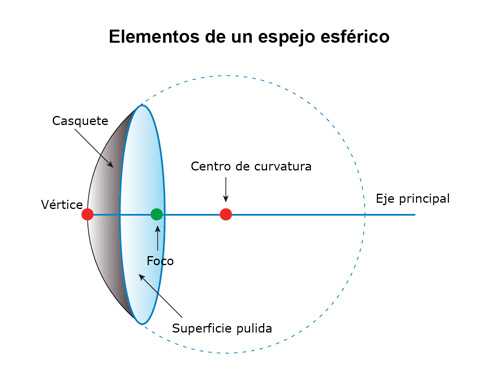 Elementos de un espejo esférico
Casquete
Centro de curvatura
Eje principal
Vértice
Foco
Superficie pulida